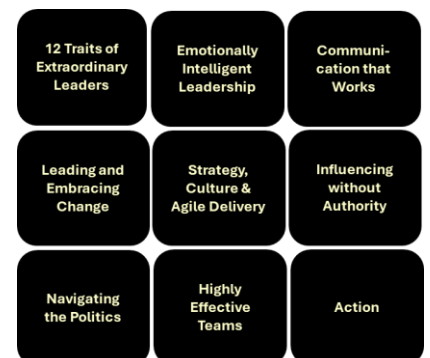 12 Traits of
Extraordinary
Leaders
Emotionally
Intelligent
Leadership
Communi-
cation that
Works
Leading and
Embracing
Change
Strategy,
Culture &
Agile Delivery
Influencing
without
Authority
Navigating
the Politics
Highly
Effective
Teams
Action